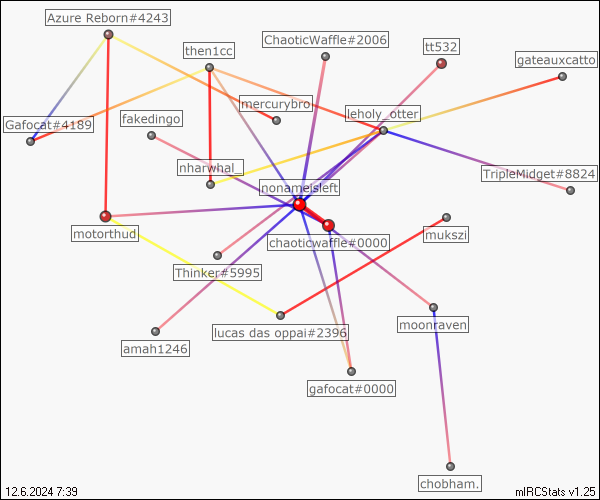 Azure Reborn#4243
ChaoticWaffle#2006
then1cc
tt532
gateauxcatto
mercurybro
leholy_otter
fakedingo
Gafocat#4189
nharwhal_
TripleMidget#8824
nonameisleft
motorthud
chaoticwaffle#0000
mukszi
Thinker#5995
moonraven
lucas das oppai#2396
amah1246
gafocat#0000
chobham.
12.6.2024 7:39
mIRCStats v1.25